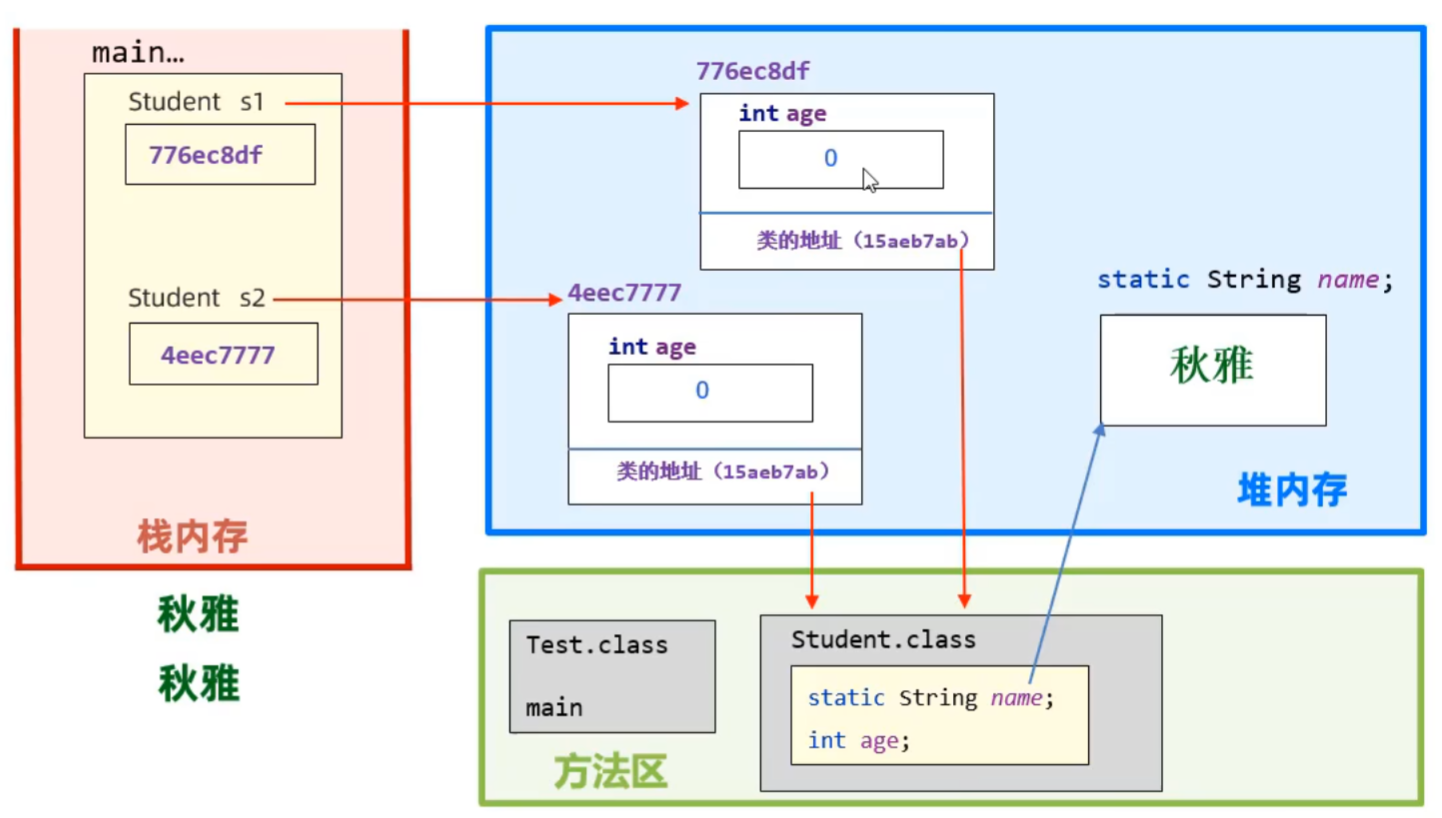 main…
Student s1
776ec8df
Student s2
4eec7777
栈内存
秋雅
秋雅
776ec8df
int age
0
类的地址（15aeb7ab）
4eec7777
int age
0
类的地址（15aeb7ab）
static String name;
秋雅
堆内存
Test.class
main
方法区
Student.class
static String name;
int age;